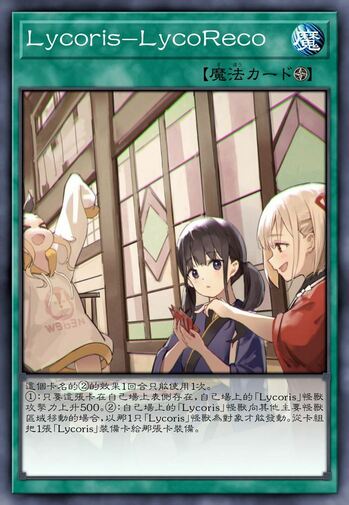 Lycoris-LycoReco
魔
【魔法カード】
這個卡名的②的效果1回合只能使用1次。
①:只要這張卡在自己場上表側存在,自己場上的「Lycoris」怪獸
攻擊力上升500。②:自己場上的「Lycoris」怪獸向其他主要怪獸
區域移動的場合,以那1只「Lycoris」怪獸為對象才能發動。從卡組
把1張「Lycoris」裝備卡給那張卡裝備。